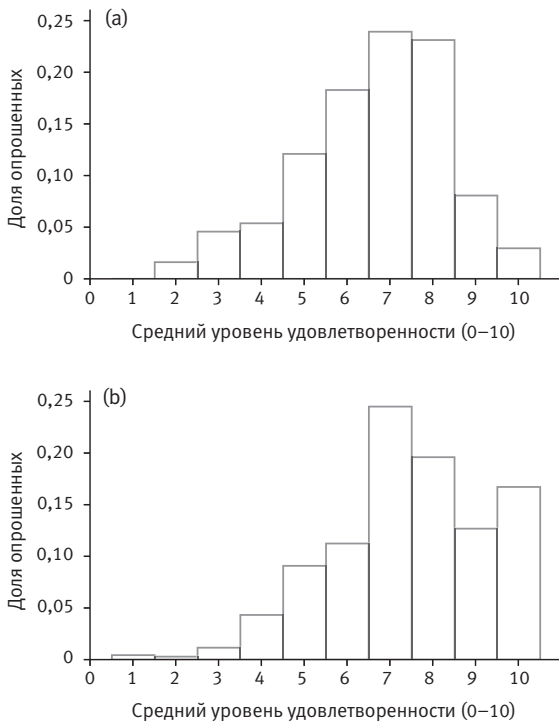 (a)
Доля опрошенных
0,25
0,20
0,15
0,10
0,05
0
0 1 2 3 4 5 6 7 8 9 10
Средний уровень удовлетворенности (0–10)
(b)
Доля опрошенных
0,25
0,20
0,15
0,10
0,05
0
0 1 2 3 4 5 6 7 8 9 10
Средний уровень удовлетворенности (0–10)